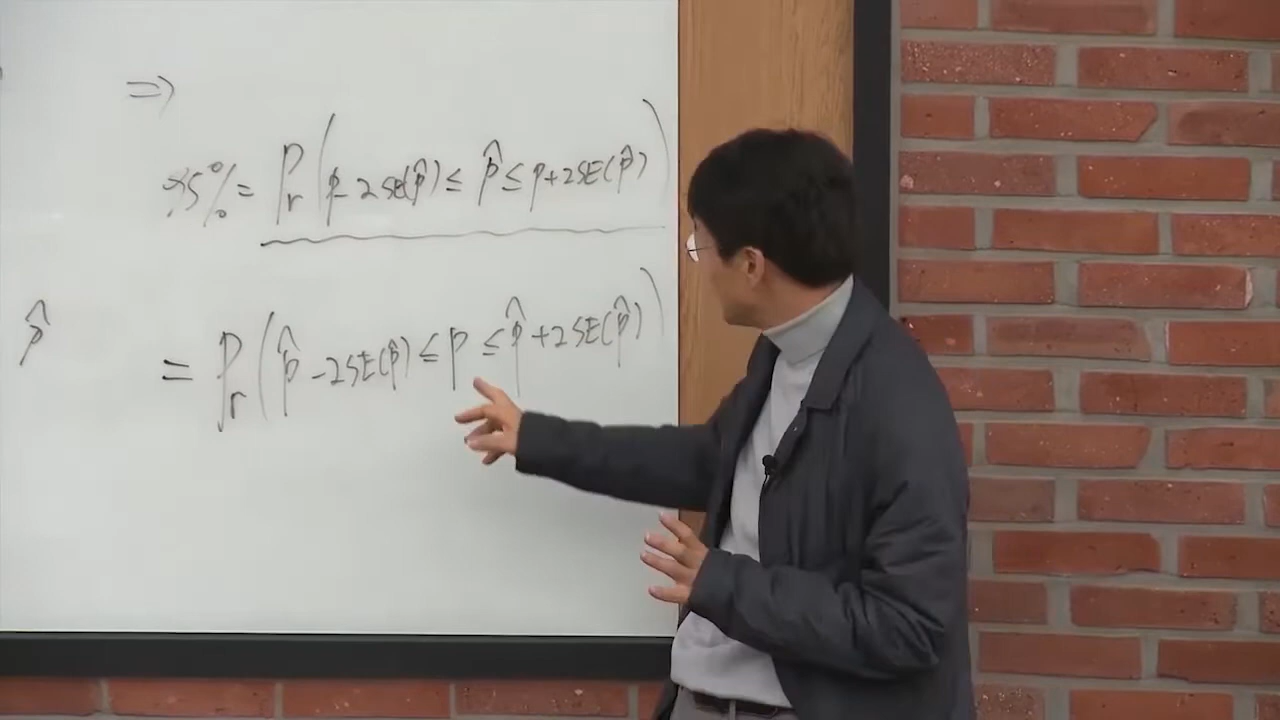 ⇒
95% = Pr(p - 2SE(p̂) ≤ p̂ ≤ p + 2SE(p̂))
p̂
= Pr(p̂ - 2SE(p̂) ≤ p ≤ p̂ + 2SE(p̂))